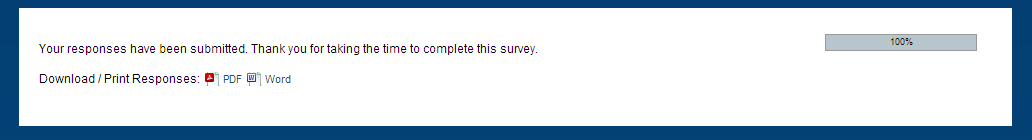 Your responses have been submitted. Thank you for taking the time to complete this survey.
100%
Download / Print Responses: PDF Word